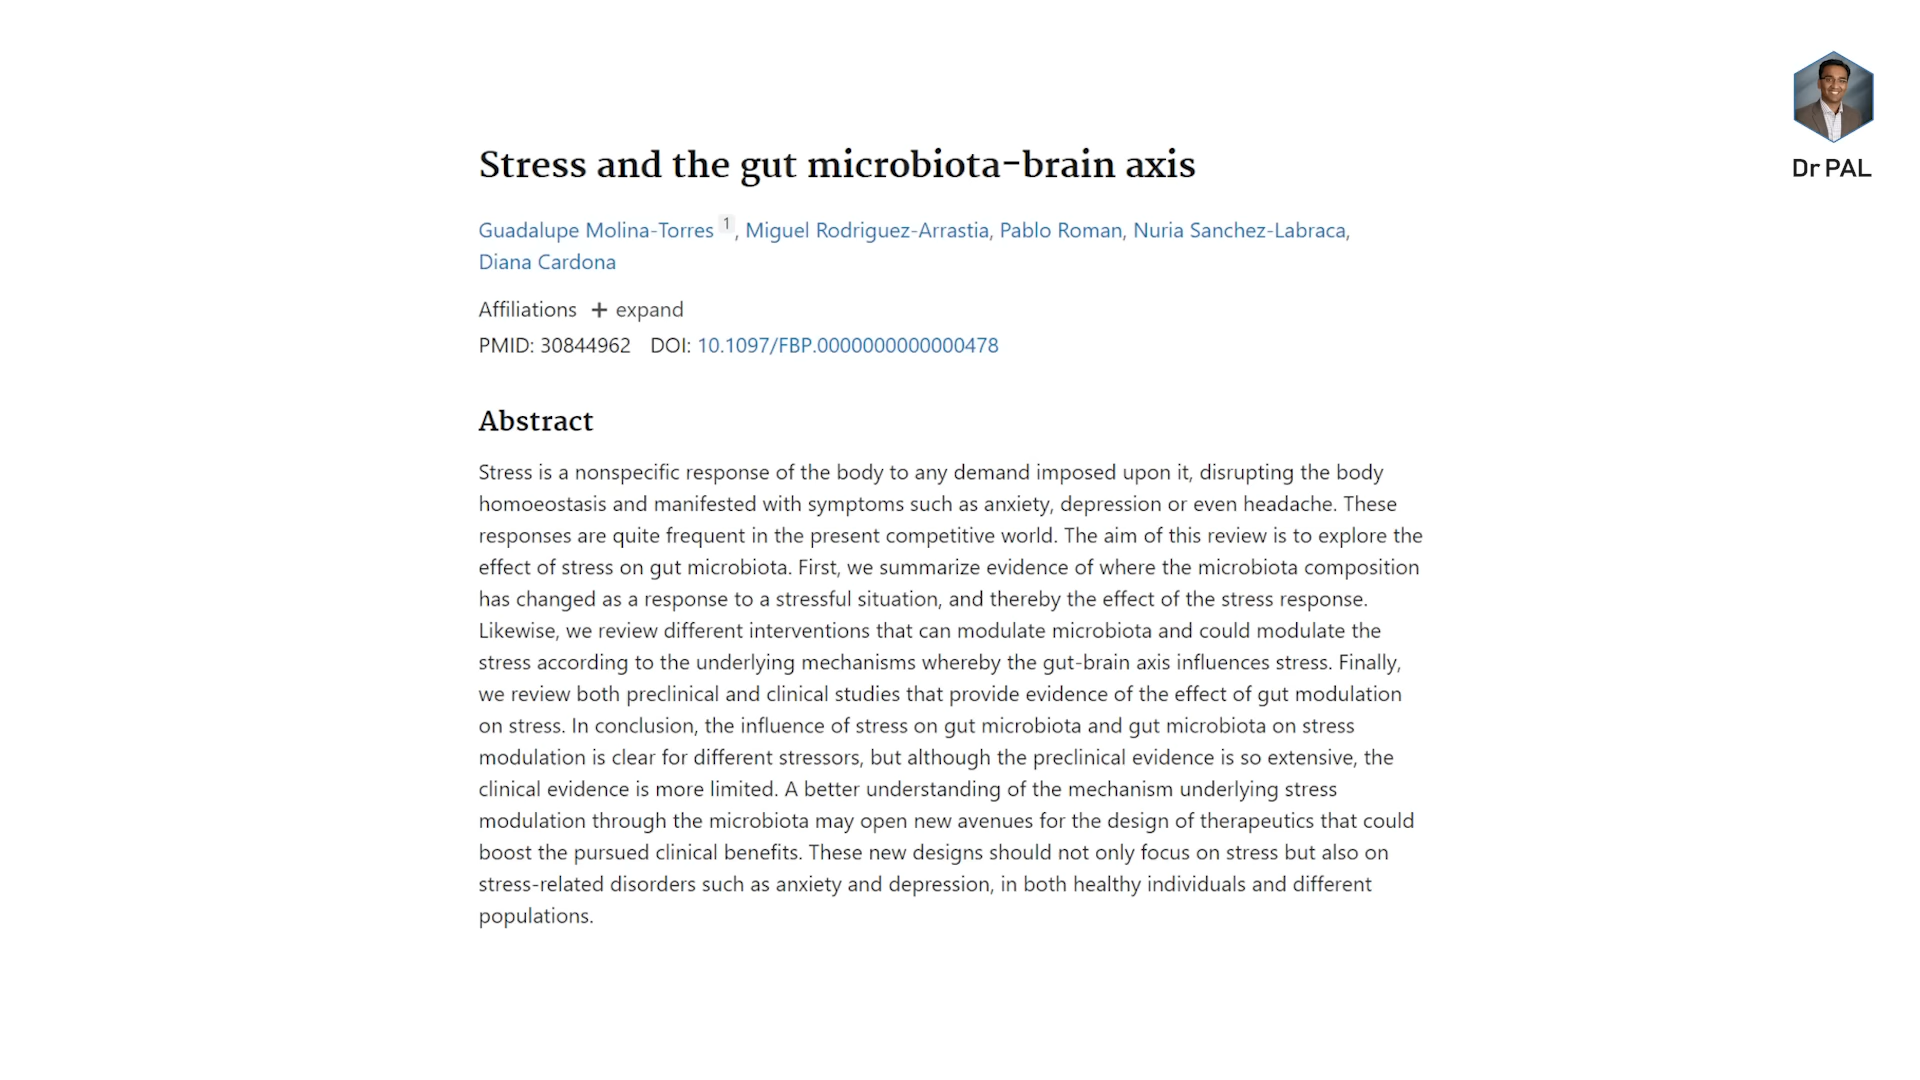 Dr PAL
Stress and the gut microbiota-brain axis
Guadalupe Molina-Torres 1, Miguel Rodriguez-Arrastia, Pablo Roman, Nuria Sanchez-Labraca,
Diana Cardona
Affiliations + expand
PMID: 30844962 DOI: 10.1097/FBP.0000000000000478
Abstract
Stress is a nonspecific response of the body to any demand imposed upon it, disrupting the body
homoeostasis and manifested with symptoms such as anxiety, depression or even headache. These
responses are quite frequent in the present competitive world. The aim of this review is to explore the
effect of stress on gut microbiota. First, we summarize evidence of where the microbiota composition
has changed as a response to a stressful situation, and thereby the effect of the stress response.
Likewise, we review different interventions that can modulate microbiota and could modulate the
stress according to the underlying mechanisms whereby the gut-brain axis influences stress. Finally,
we review both preclinical and clinical studies that provide evidence of the effect of gut modulation
on stress. In conclusion, the influence of stress on gut microbiota and gut microbiota on stress
modulation is clear for different stressors, but although the preclinical evidence is so extensive, the
clinical evidence is more limited. A better understanding of the mechanism underlying stress
modulation through the microbiota may open new avenues for the design of therapeutics that could
boost the pursued clinical benefits. These new designs should not only focus on stress but also on
stress-related disorders such as anxiety and depression, in both healthy individuals and different
populations.